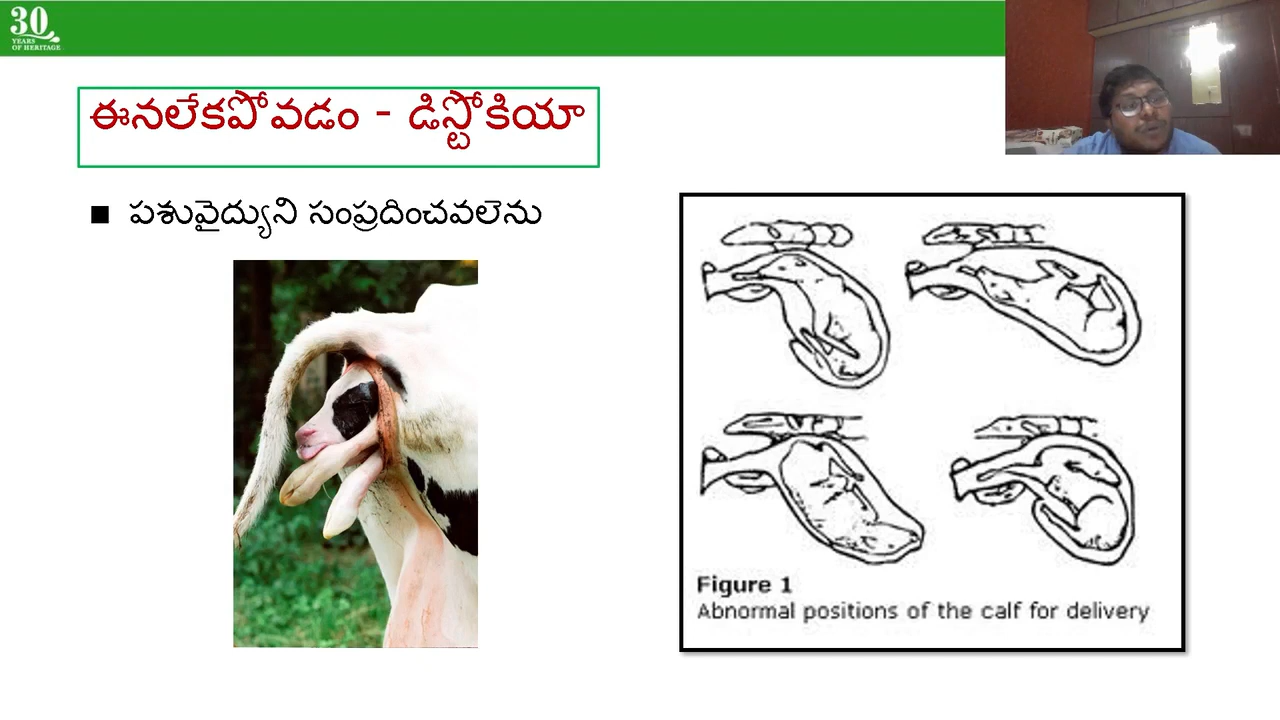 30
YEARS
OF HERITAGE
ఈనలేకపోవడం - డిస్టోకియా
■ పశువైద్యుని సంప్రదించవలెను
Figure 1
Abnormal positions of the calf for delivery